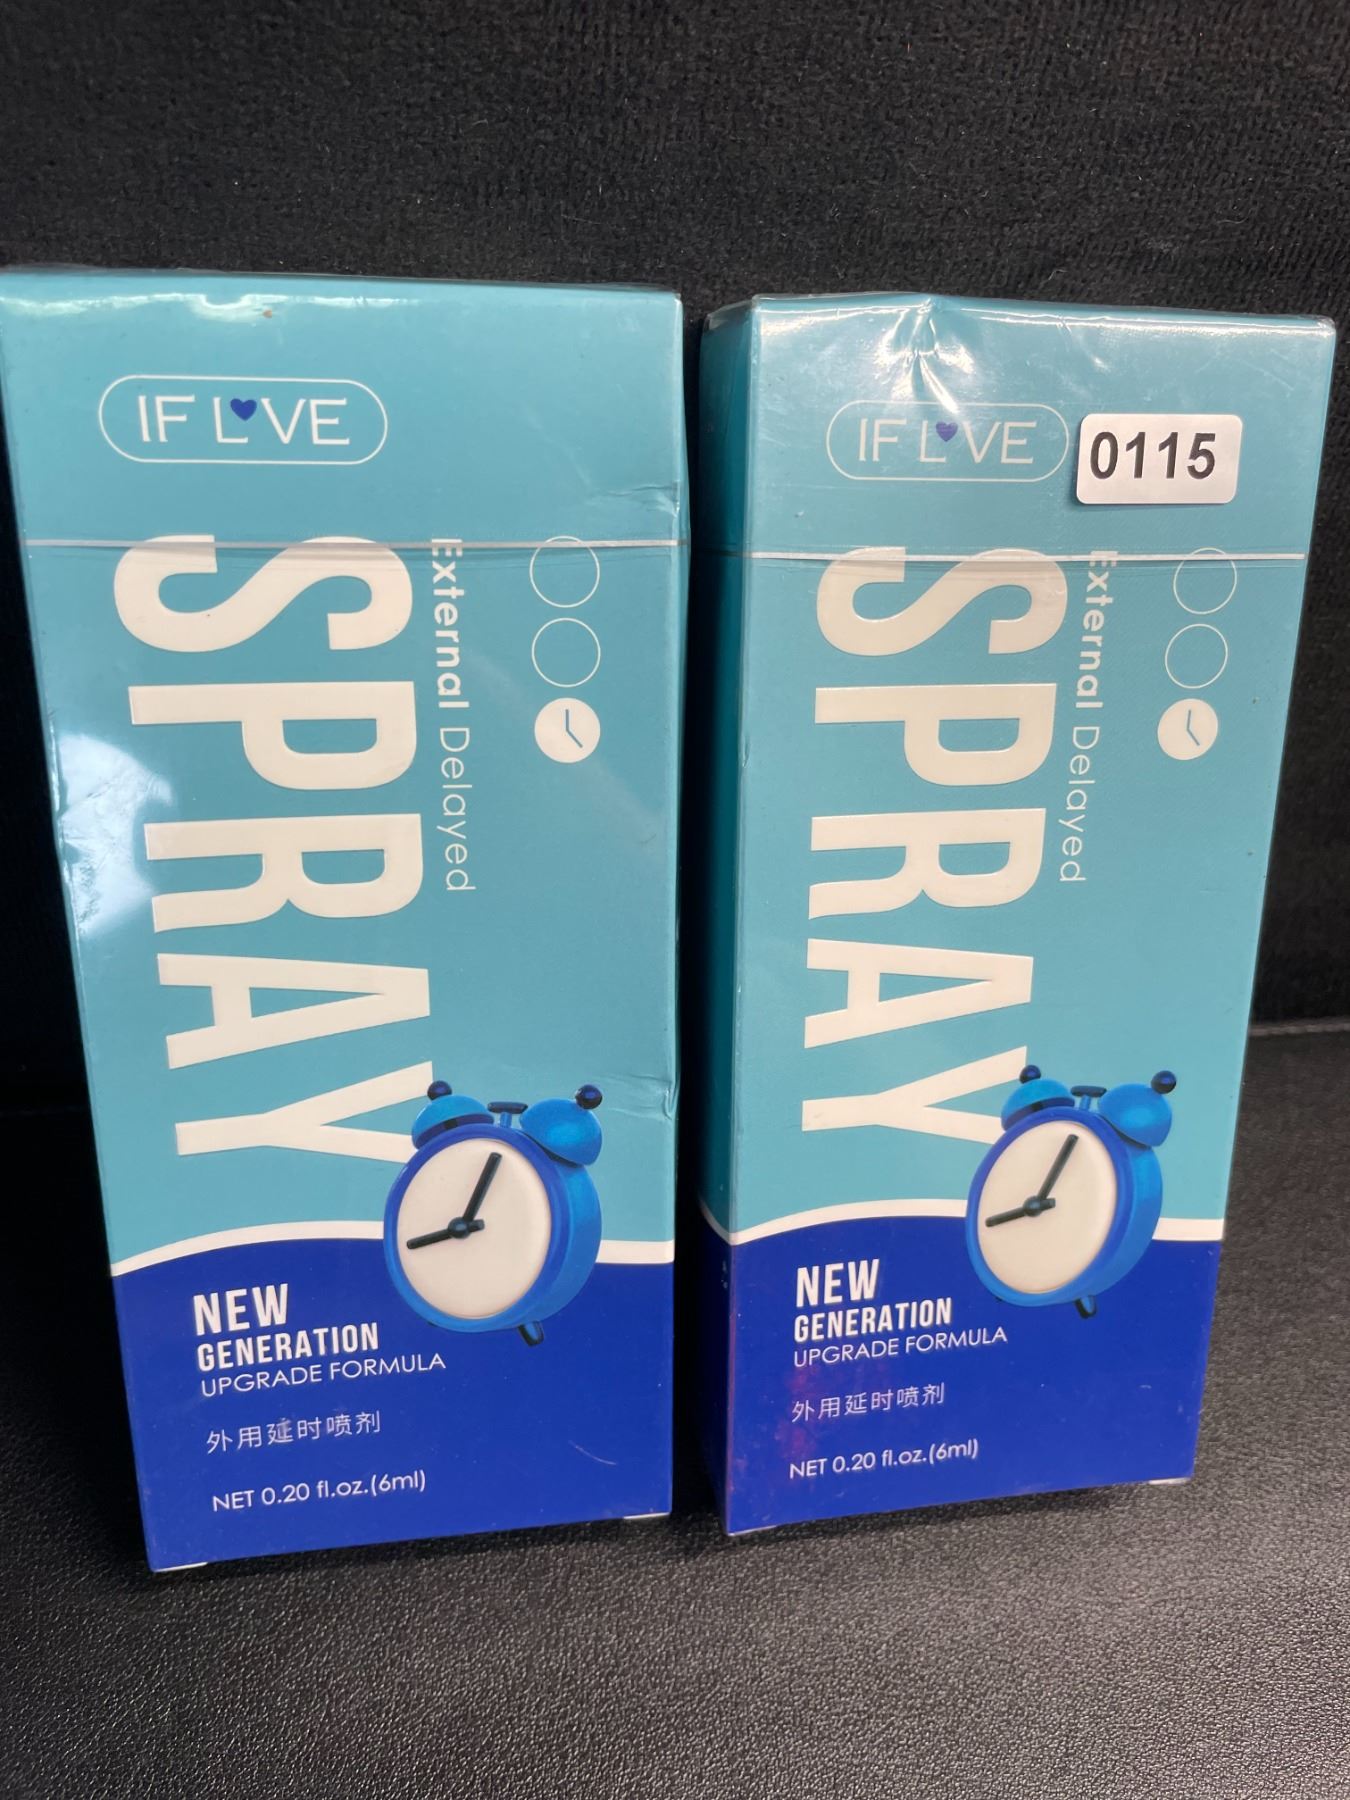 IF LOVE
SPRAY
External Delayed
NEW
GENERATION
UPGRADE FORMULA
外用延时喷剂
NET 0.20 fl.oz.(6ml)
IF LOVE
0115
SPRAY
External Delayed
NEW
GENERATION
UPGRADE FORMULA
外用延时喷剂
NET 0.20 fl.oz.(6ml)